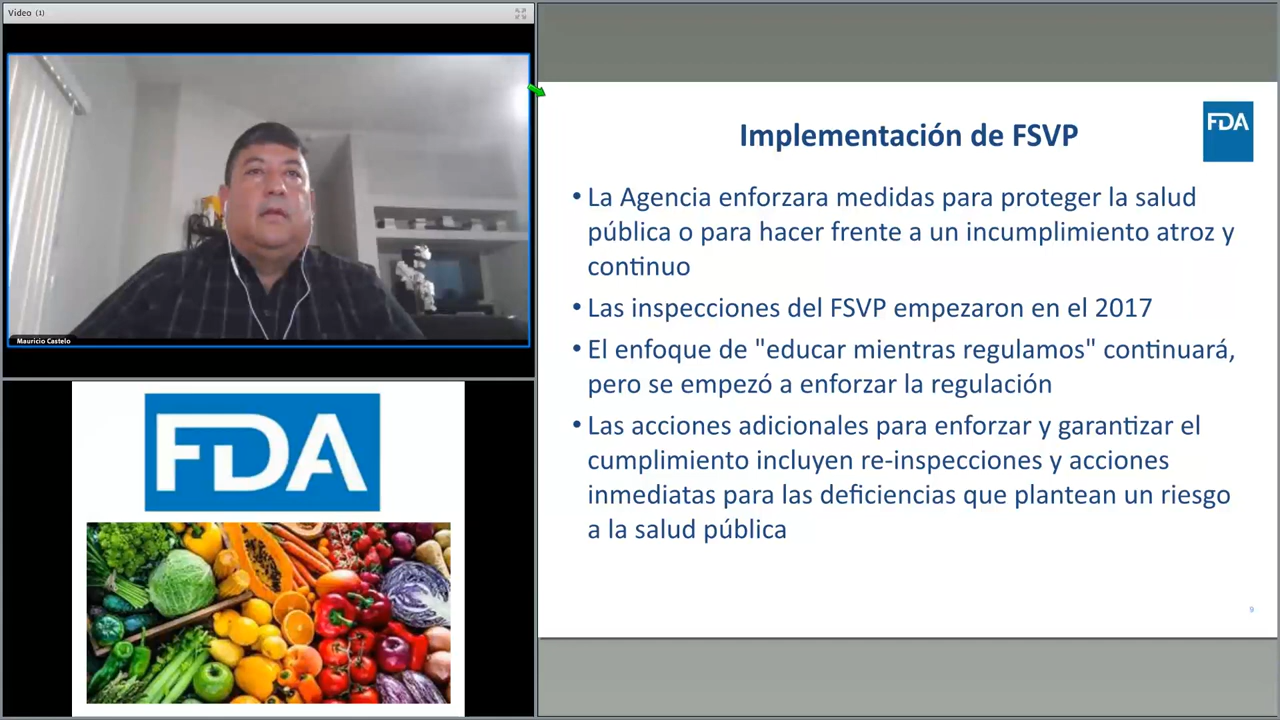 Video (1)
Mauricio Castelo
FDA
FDA
Implementación de FSVP
• La Agencia enforzara medidas para proteger la salud
pública o para hacer frente a un incumplimiento atroz y
continuo
• Las inspecciones del FSVP empezaron en el 2017
• El enfoque de "educar mientras regulamos" continuará,
pero se empezó a enforzar la regulación
• Las acciones adicionales para enforzar y garantizar el
cumplimiento incluyen re-inspecciones y acciones
inmediatas para las deficiencias que plantean un riesgo
a la salud pública
9